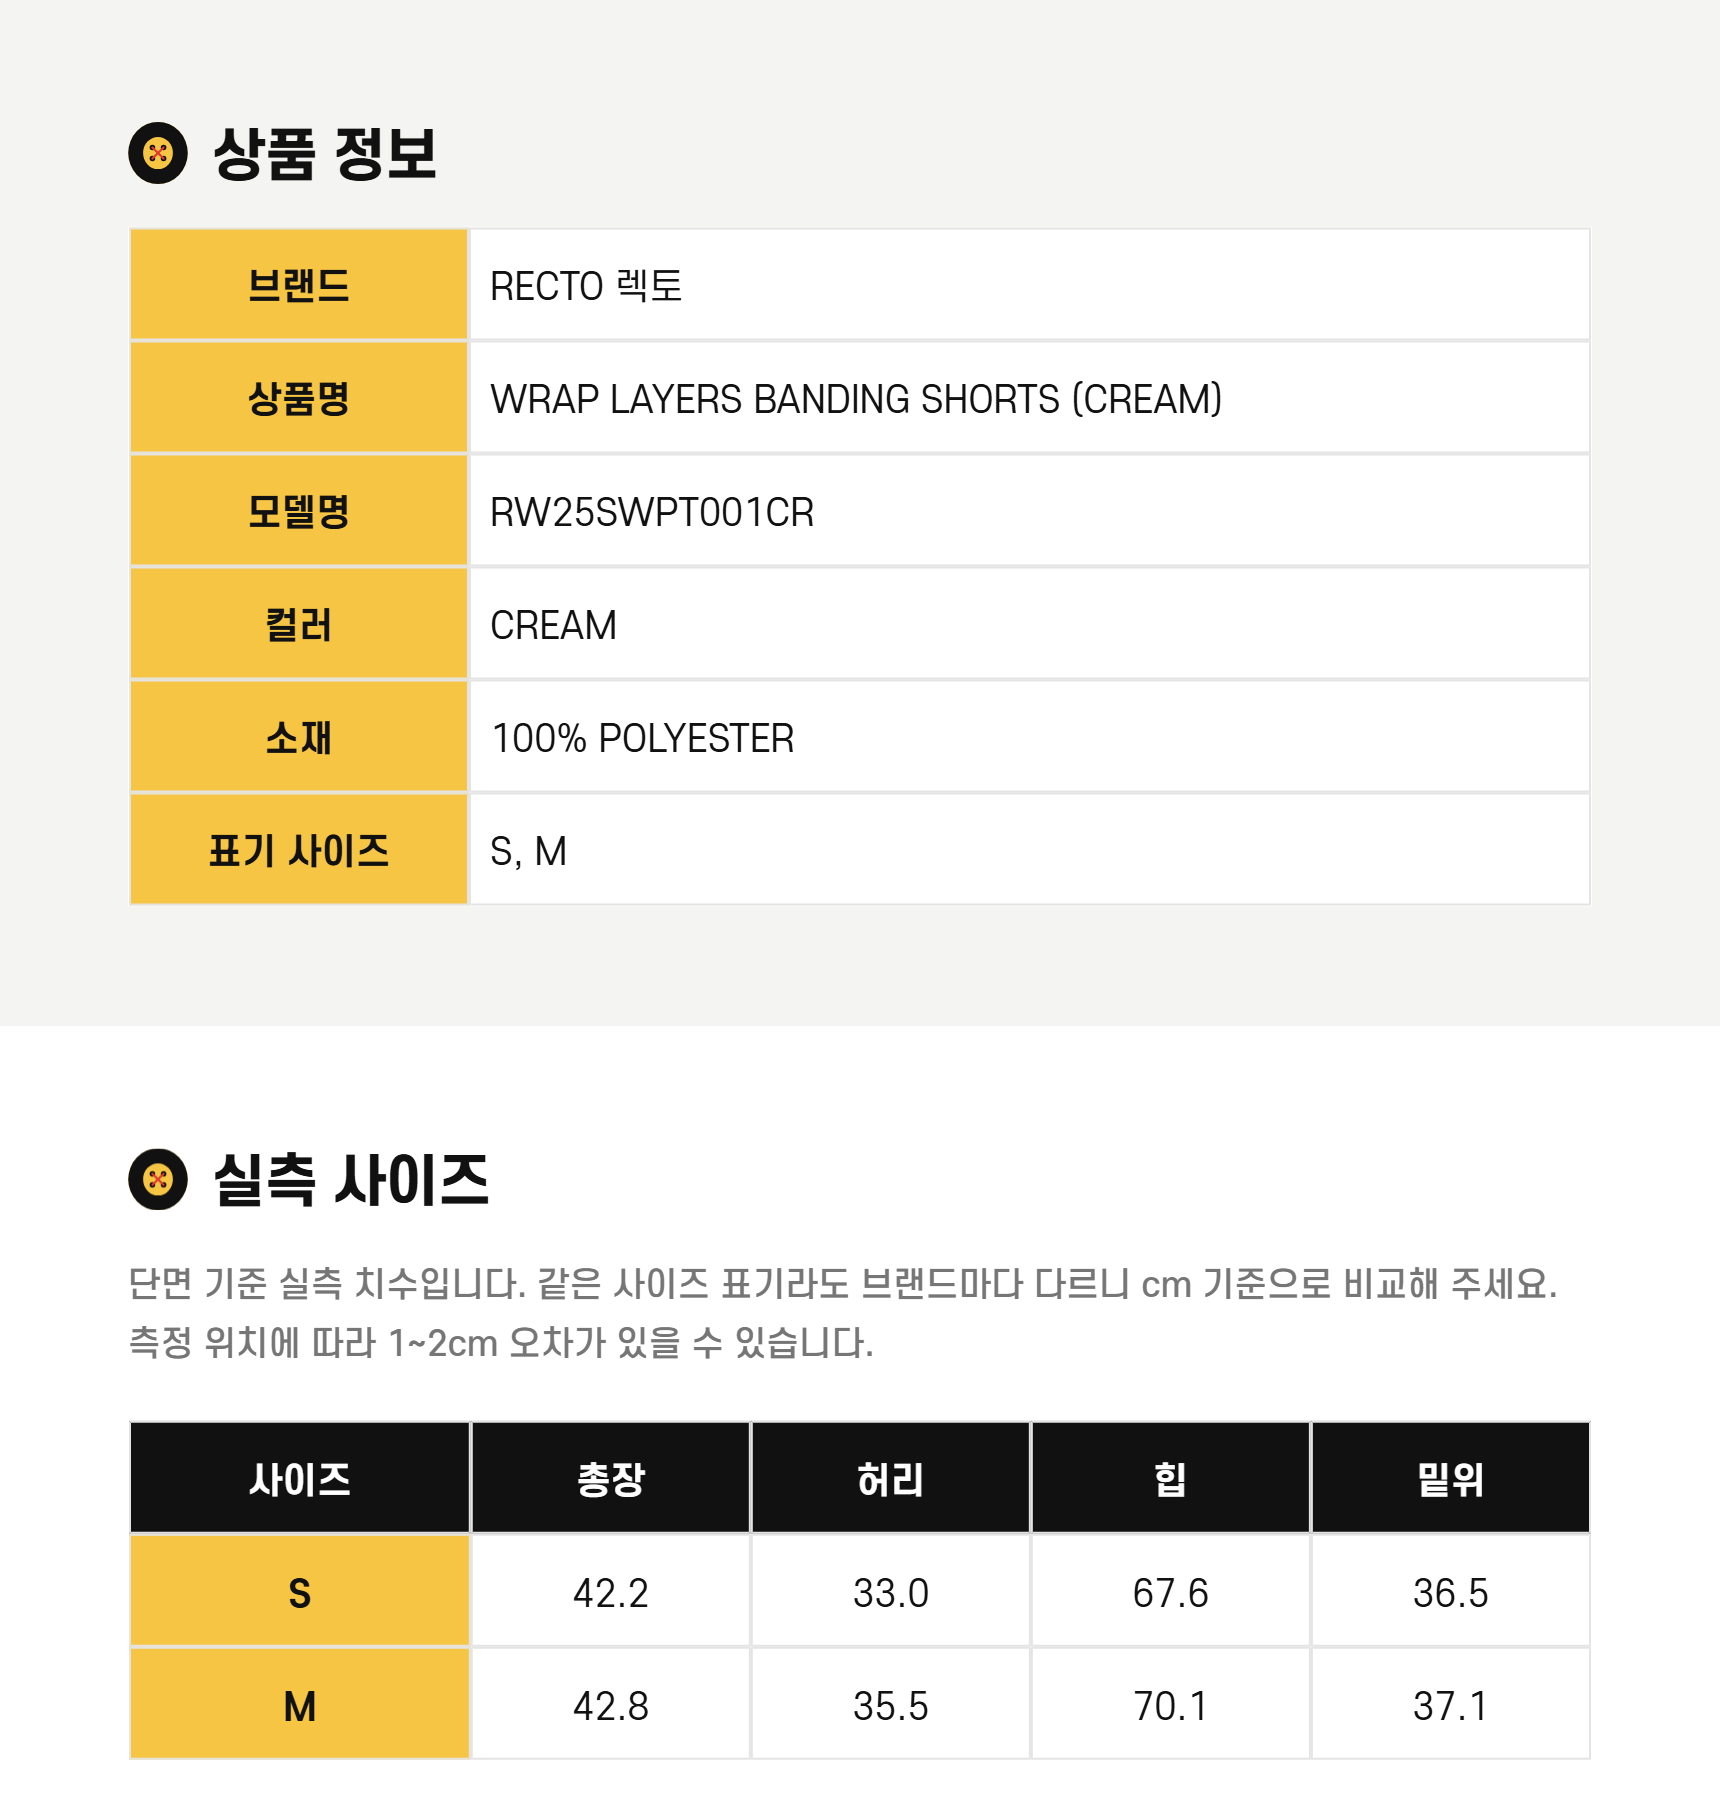 상품 정보
브랜드 RECTO 렉토
상품명 WRAP LAYERS BANDING SHORTS (CREAM)
모델명 RW25SWPT001CR
컬러 CREAM
소재 100% POLYESTER
표기 사이즈 S, M
실측 사이즈
단면 기준 실측 치수입니다. 같은 사이즈 표기라도 브랜드마다 다르니 cm 기준으로 비교해 주세요.
측정 위치에 따라 1~2cm 오차가 있을 수 있습니다.
사이즈 총장 허리 힙 밑위
S 42.2 33.0 67.6 36.5
M 42.8 35.5 70.1 37.1